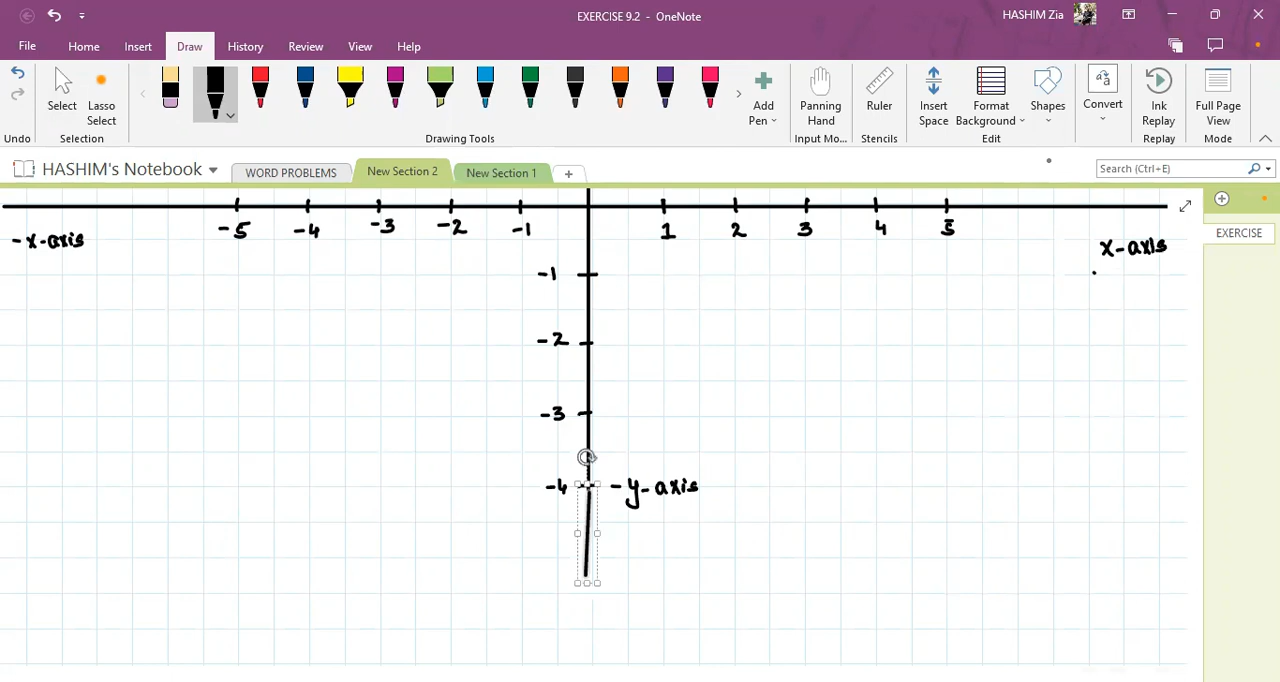 EXERCISE 9.2 - OneNote
HASHIM Zia
File Home Insert Draw History Review View Help
Undo
Select
Lasso Select
Selection
Drawing Tools
Add Pen
Panning Hand
Input Mo...
Ruler
Stencils
Insert Space
Format Background
Shapes
Edit
Convert
Ink Replay
Replay
Full Page View
Mode
HASHIM's Notebook
WORD PROBLEMS
New Section 2
New Section 1
Search (Ctrl+E)
EXERCISE
-5 -4 -3 -2 -1 1 2 3 4 5
-x-axis
x-axis
-1
-2
-3
-4 -y-axis